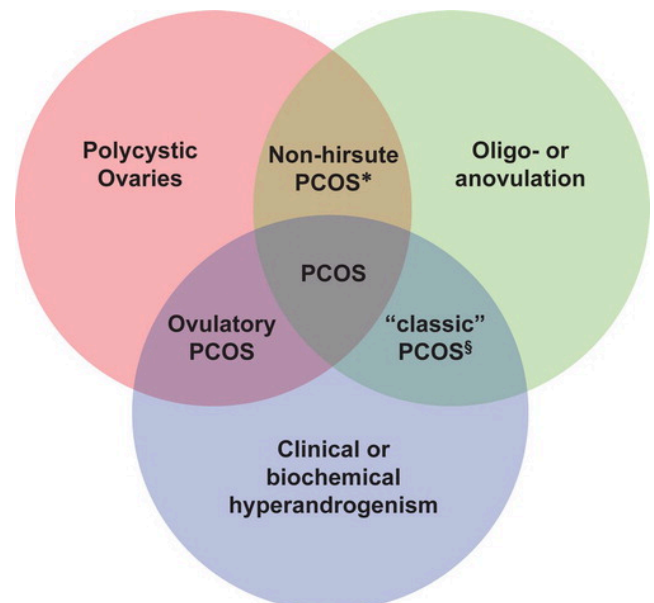 Polycystic
Ovaries
Non-hirsute
PCOS*
Oligo- or
anovulation
PCOS
Ovulatory
PCOS
“classic”
PCOS§
Clinical or
biochemical
hyperandrogenism